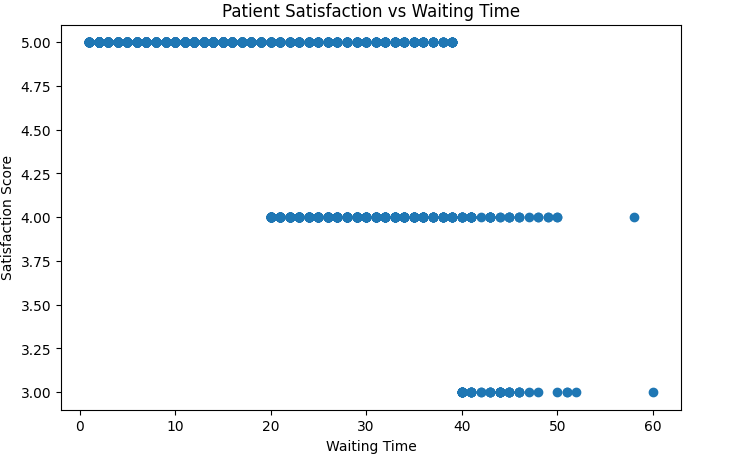 Patient Satisfaction vs Waiting Time
Satisfaction Score
5.00
4.75
4.50
4.25
4.00
3.75
3.50
3.25
3.00
0 10 20 30 40 50 60
Waiting Time